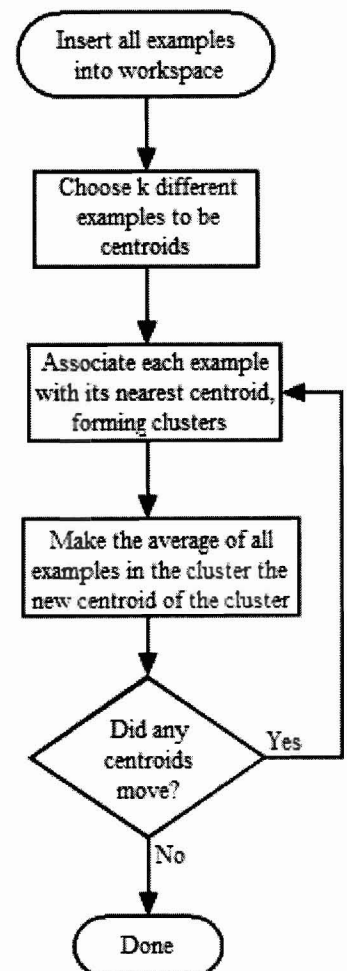 Insert all examples
into workspace
Choose k different
examples to be
centroids
Associate each example
with its nearest centroid,
forming clusters
Make the average of all
examples in the cluster the
new centroid of the cluster
Did any
centroids
move?
Yes
No
Done